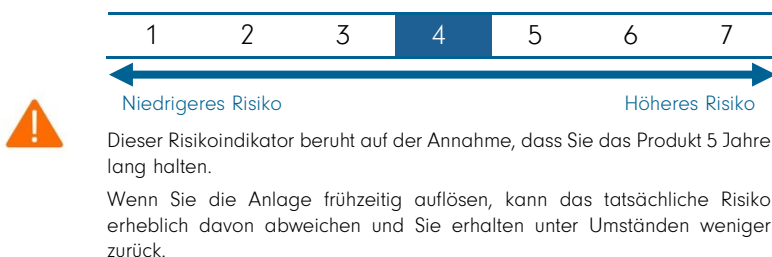 1 2 3 4 5 6 7
Niedrigeres Risiko Höheres Risiko
Dieser Risikoindikator beruht auf der Annahme, dass Sie das Produkt 5 Jahre
lang halten.
Wenn Sie die Anlage frühzeitig auflösen, kann das tatsächliche Risiko
erheblich davon abweichen und Sie erhalten unter Umständen weniger
zurück.